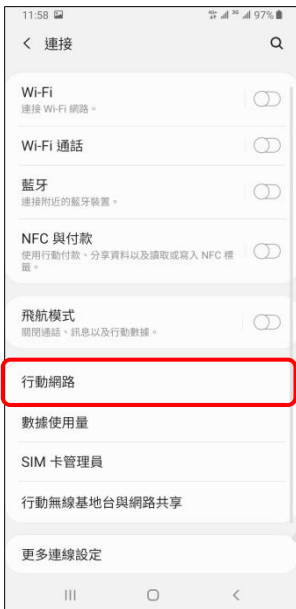 11:58 4G 3G 97%
連接
Wi-Fi
連接 Wi-Fi 網路。
Wi-Fi 通話
藍牙
連接附近的藍牙裝置。
NFC 與付款
使用行動付款、分享資料以及讀取或寫入 NFC 標
籤。
飛航模式
關閉通話、訊息以及行動數據。
行動網路
數據使用量
SIM 卡管理員
行動無線基地台與網路共享
更多連線設定